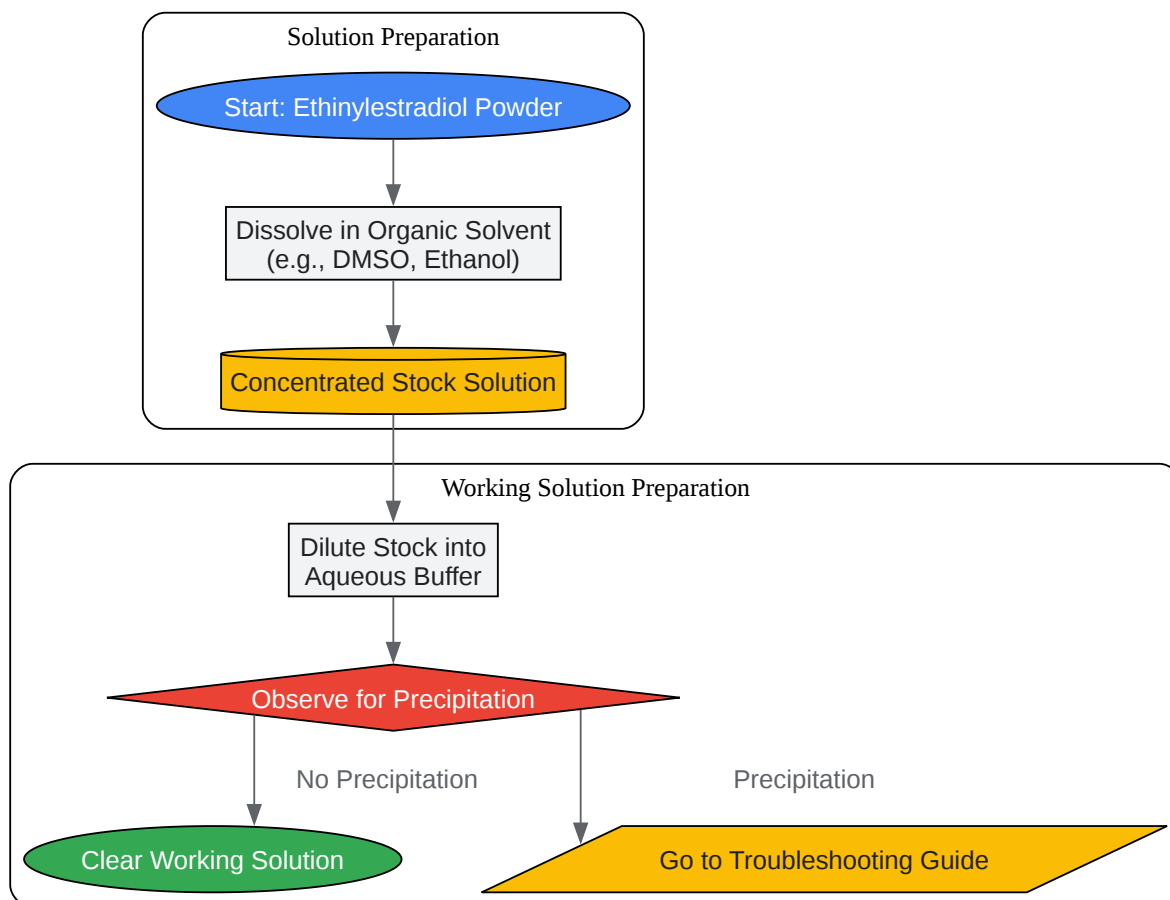 Solution Preparation
Start: Ethinylestradiol Powder
Dissolve in Organic Solvent
(e.g., DMSO, Ethanol)
Concentrated Stock Solution
Working Solution Preparation
Dilute Stock into
Aqueous Buffer
Observe for Precipitation
No Precipitation
Precipitation
Clear Working Solution
Go to Troubleshooting Guide